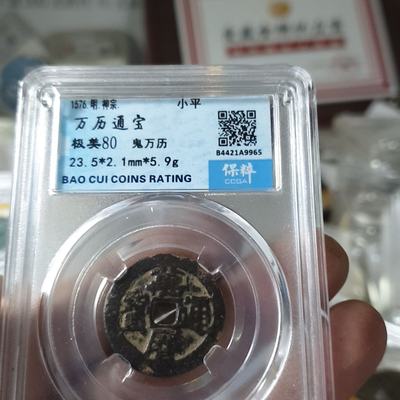 1576.明.神宗 小平
万历通宝
极美80 鬼万历
23.5*2.1mm*5.9g
B4421A9965
BAO CUI COINS RATING
保粹
CCGA